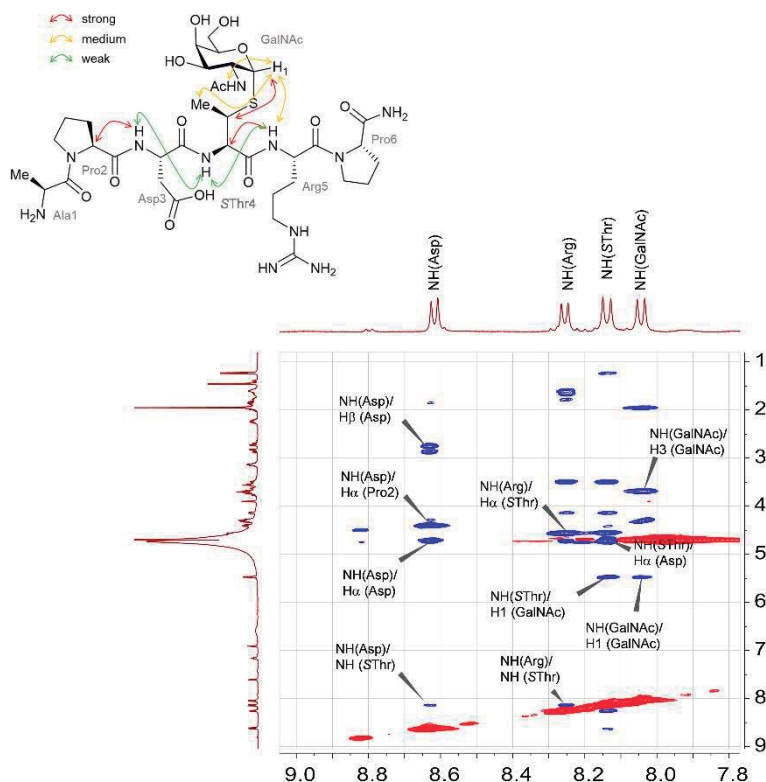 strong
medium
weak
GalNAc
OH
OH
HO
O
H1
AcHN
Me
S
O
NH2
H
N
O
H
N
O
Pro6
N
Pro2
O
N
H
O
N
Me
O
Asp3
OH
SThr4
Arg5
O
H2N
Ala1
O
NH
HN
NH2
NH(Asp)
NH(Arg)
NH(SThr)
NH(GalNAc)
NH(Asp)/
Hβ (Asp)
NH(Asp)/
Hα (Pro2)
NH(Asp)/
Hα (Asp)
NH(Asp)/
NH (SThr)
NH(Arg)/
Hα (SThr)
NH(GalNAc)/
H3 (GalNAc)
NH(SThr)/
Hα (Asp)
NH(SThr)/
H1 (GalNAc)
NH(GalNAc)/
H1 (GalNAc)
NH(Arg)/
NH (SThr)
1
2
3
4
5
6
7
8
9
9.0 8.8 8.6 8.4 8.2 8.0 7.8